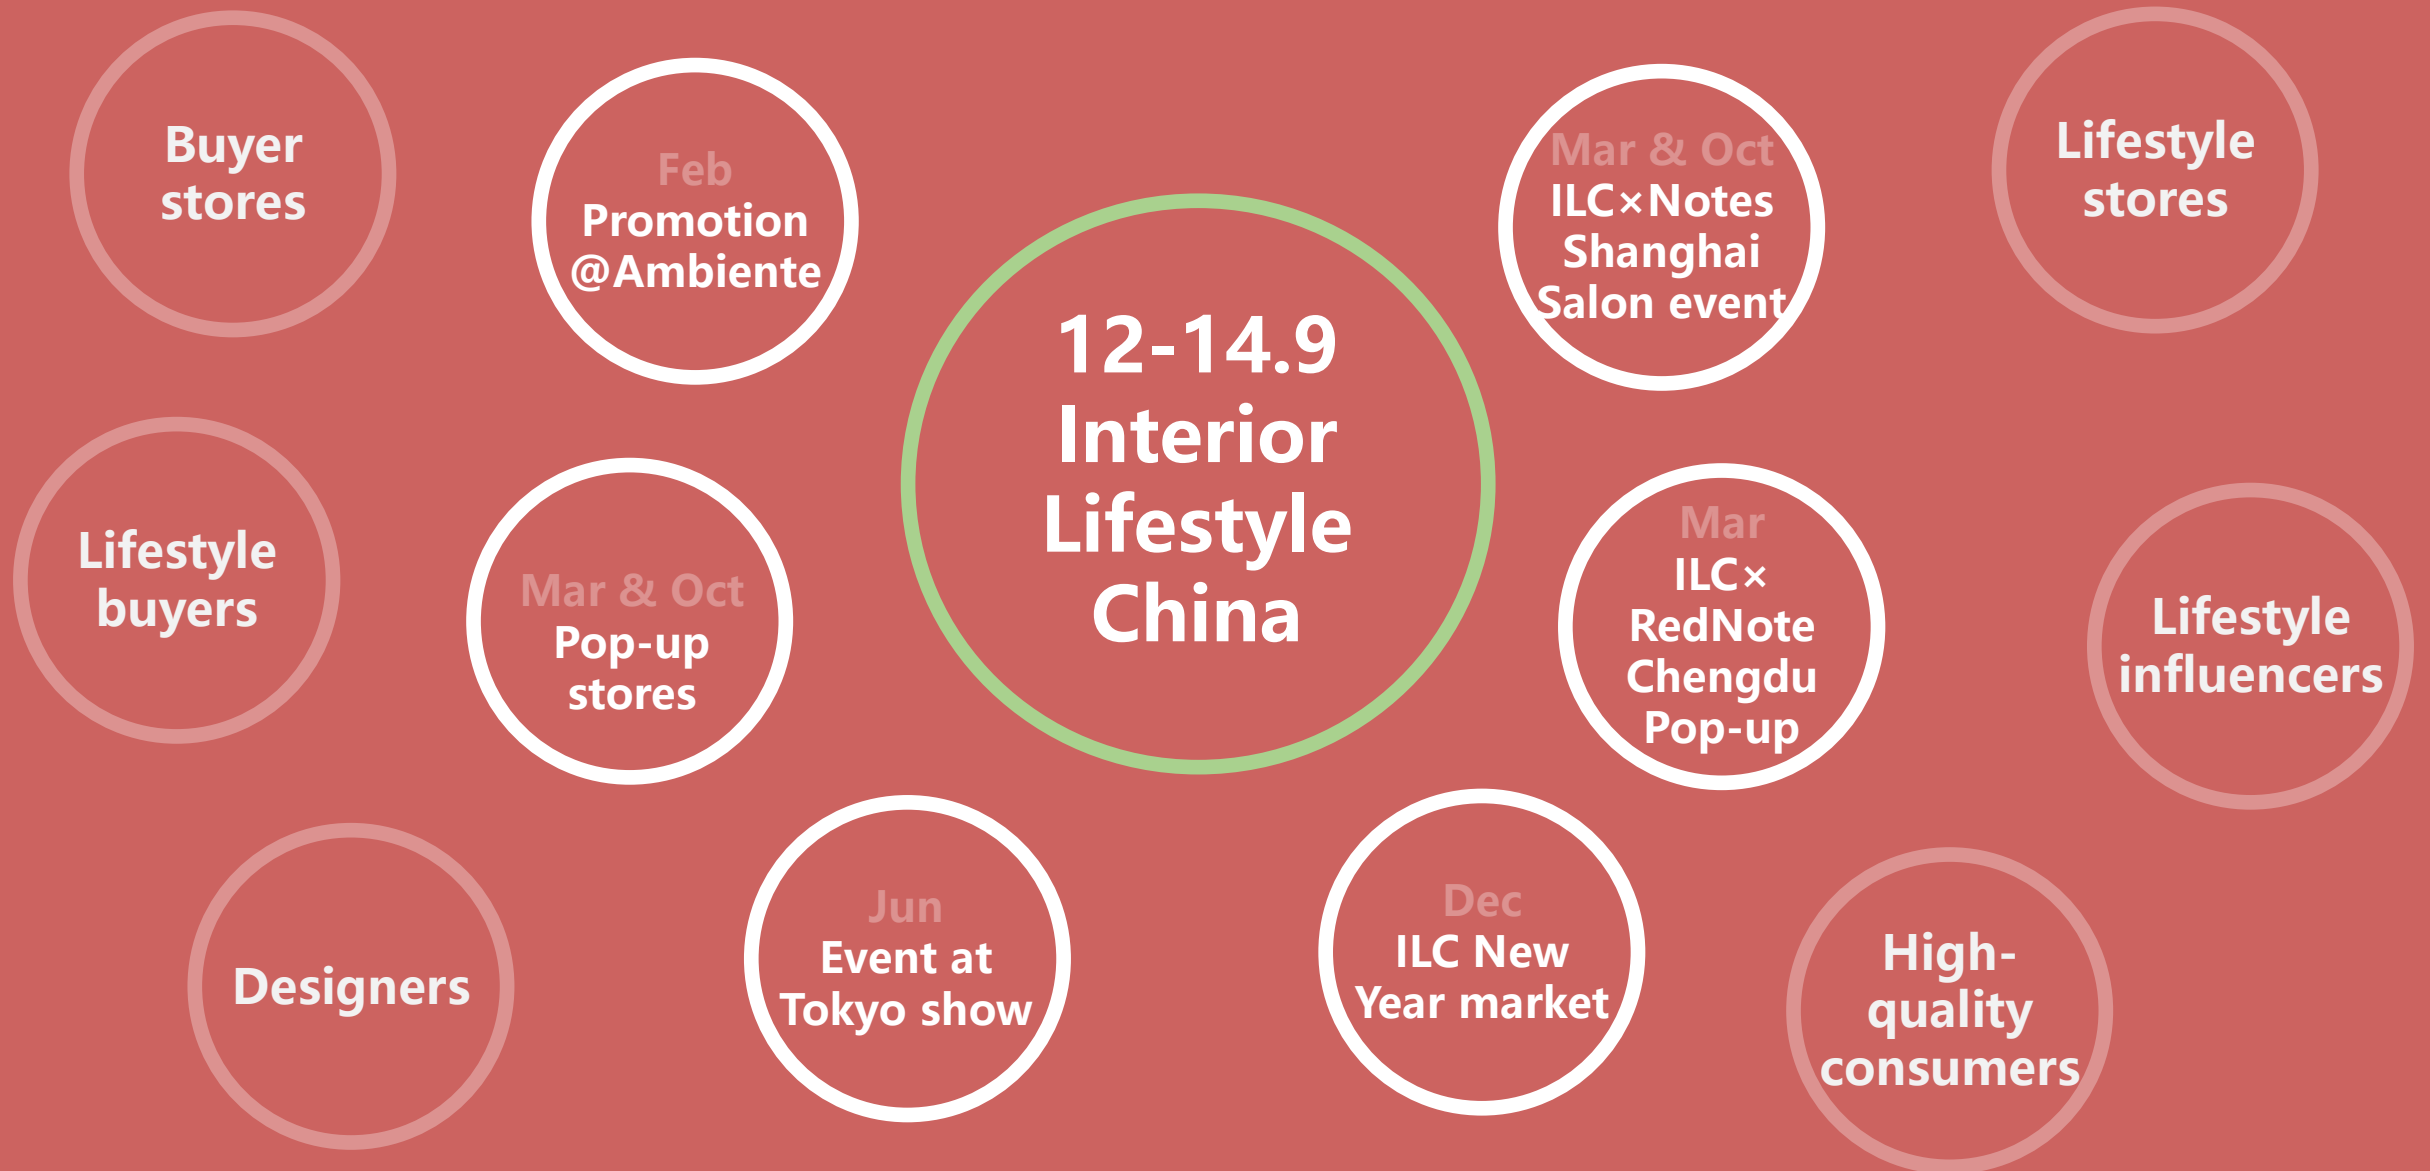 Buyer
stores
Feb
Promotion
@Ambiente
12-14.9
Interior
Lifestyle
China
Mar & Oct
ILC×Notes
Shanghai
Salon event
Lifestyle
stores
Lifestyle
buyers
Mar & Oct
Pop-up
stores
Mar
ILC×
RedNote
Chengdu
Pop-up
Lifestyle
influencers
Designers
Jun
Event at
Tokyo show
Dec
ILC New
Year market
High-
quality
consumers